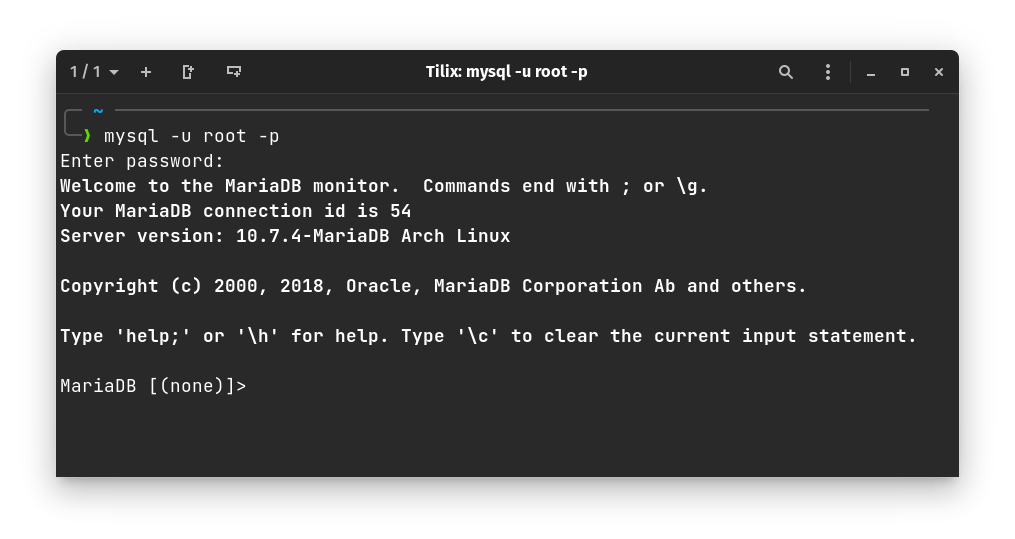 1 / 1
Tilix: mysql -u root -p
~
❯ mysql -u root -p
Enter password:
Welcome to the MariaDB monitor.  Commands end with ; or \g.
Your MariaDB connection id is 54
Server version: 10.7.4-MariaDB Arch Linux
Copyright (c) 2000, 2018, Oracle, MariaDB Corporation Ab and others.
Type 'help;' or '\h' for help. Type '\c' to clear the current input statement.
MariaDB [(none)]>